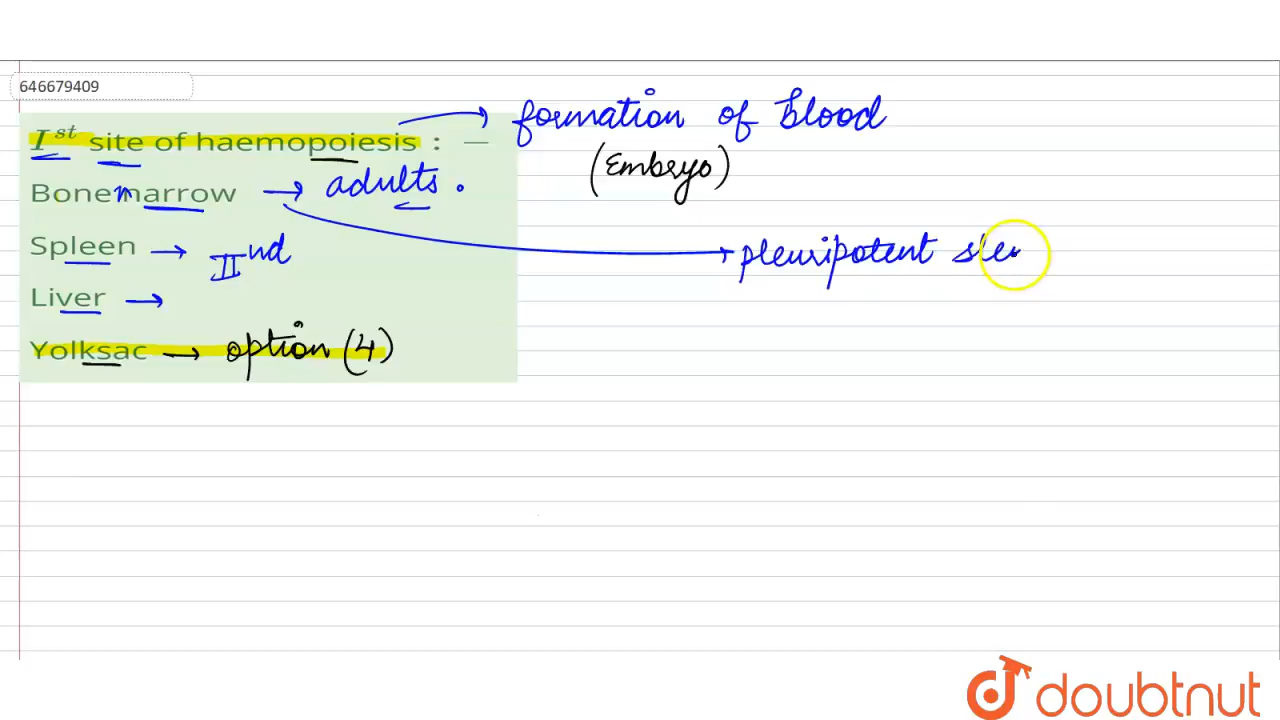 646679409
Iˢᵗ site of haemopoiesis : — → formation of blood
(Embryo)
Bonemarrow → adults.
Spleen → IIⁿᵈ → pleuripotent ste
Liver →
Yolksac → option (4)
doubtnut